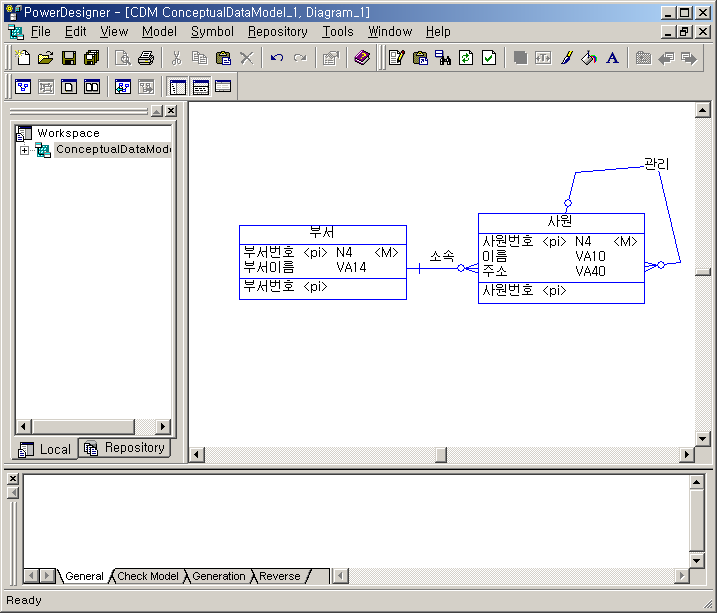 PowerDesigner - [CDM ConceptualDataModel_1, Diagram_1]
File Edit View Model Symbol Repository Tools Window Help
Workspace
ConceptualDataMod
Local Repository
관리
부서
부서번호 <pi> N4 <M>
부서이름 VA14
부서번호 <pi>
소속
사원
사원번호 <pi> N4 <M>
이름 VA10
주소 VA40
사원번호 <pi>
General Check Model Generation Reverse
Ready